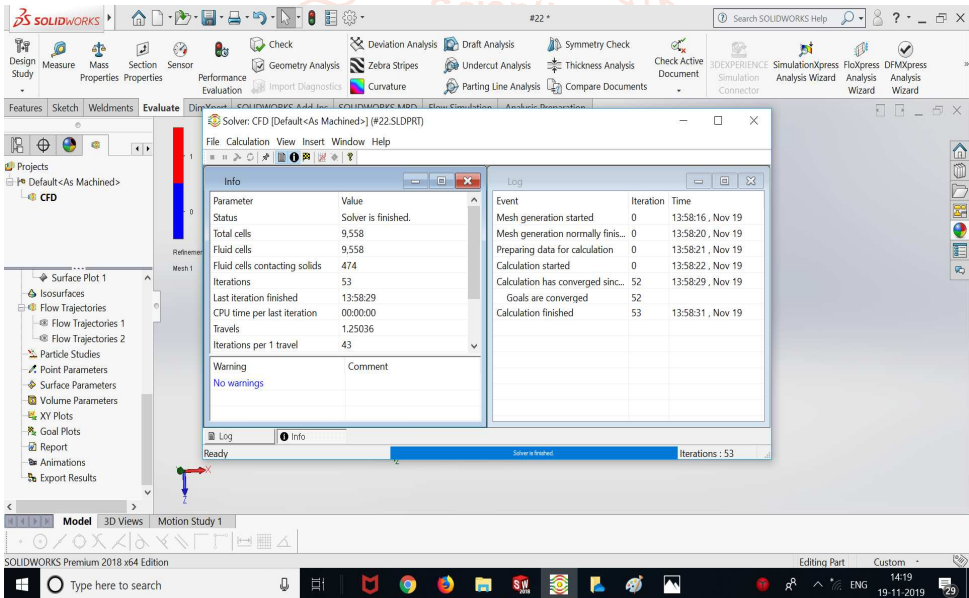 SOLIDWORKS
#22 *
Search SOLIDWORKS Help
Design Study
Measure
Mass Properties
Section Properties
Sensor
Performance Evaluation
Check
Geometry Analysis
Import Diagnostics
Deviation Analysis
Zebra Stripes
Curvature
Draft Analysis
Undercut Analysis
Parting Line Analysis
Symmetry Check
Thickness Analysis
Compare Documents
Check Active Document
3DEXPERIENCE Simulation Connector
SimulationXpress Analysis Wizard
FloXpress Analysis Wizard
DFMXpress Analysis Wizard
Features Sketch Weldments Evaluate DimXpert SOLIDWORKS Add-Ins SOLIDWORKS MBD Flow Simulation Analysis Preparation
Projects
Default<As Machined>
CFD
Surface Plot 1
Isosurfaces
Flow Trajectories
Flow Trajectories 1
Flow Trajectories 2
Particle Studies
Point Parameters
Surface Parameters
Volume Parameters
XY Plots
Goal Plots
Report
Animations
Export Results
1
0
Mesh 1
Solver: CFD [Default<As Machined>] (#22.SLDPRT)
File Calculation View Insert Window Help
Info
Parameter Value
Status Solver is finished.
Total cells 9,558
Fluid cells 9,558
Fluid cells contacting solids 474
Iterations 53
Last iteration finished 13:58:29
CPU time per last iteration 00:00:00
Travels 1.25036
Iterations per 1 travel 43
Warning Comment
No warnings
Log
Event Iteration Time
Mesh generation started 0 13:58:16 , Nov 19
Mesh generation normally finis... 0 13:58:20 , Nov 19
Preparing data for calculation 0 13:58:21 , Nov 19
Calculation started 0 13:58:22 , Nov 19
Calculation has converged sinc... 52 13:58:29 , Nov 19
Goals are converged 52
Calculation finished 53 13:58:31 , Nov 19
Log Info
Ready Solver is finished Iterations : 53
X
Z
Model 3D Views Motion Study 1
SOLIDWORKS Premium 2018 x64 Edition Editing Part Custom
Type here to search
ENG
14:19
19-11-2019
29